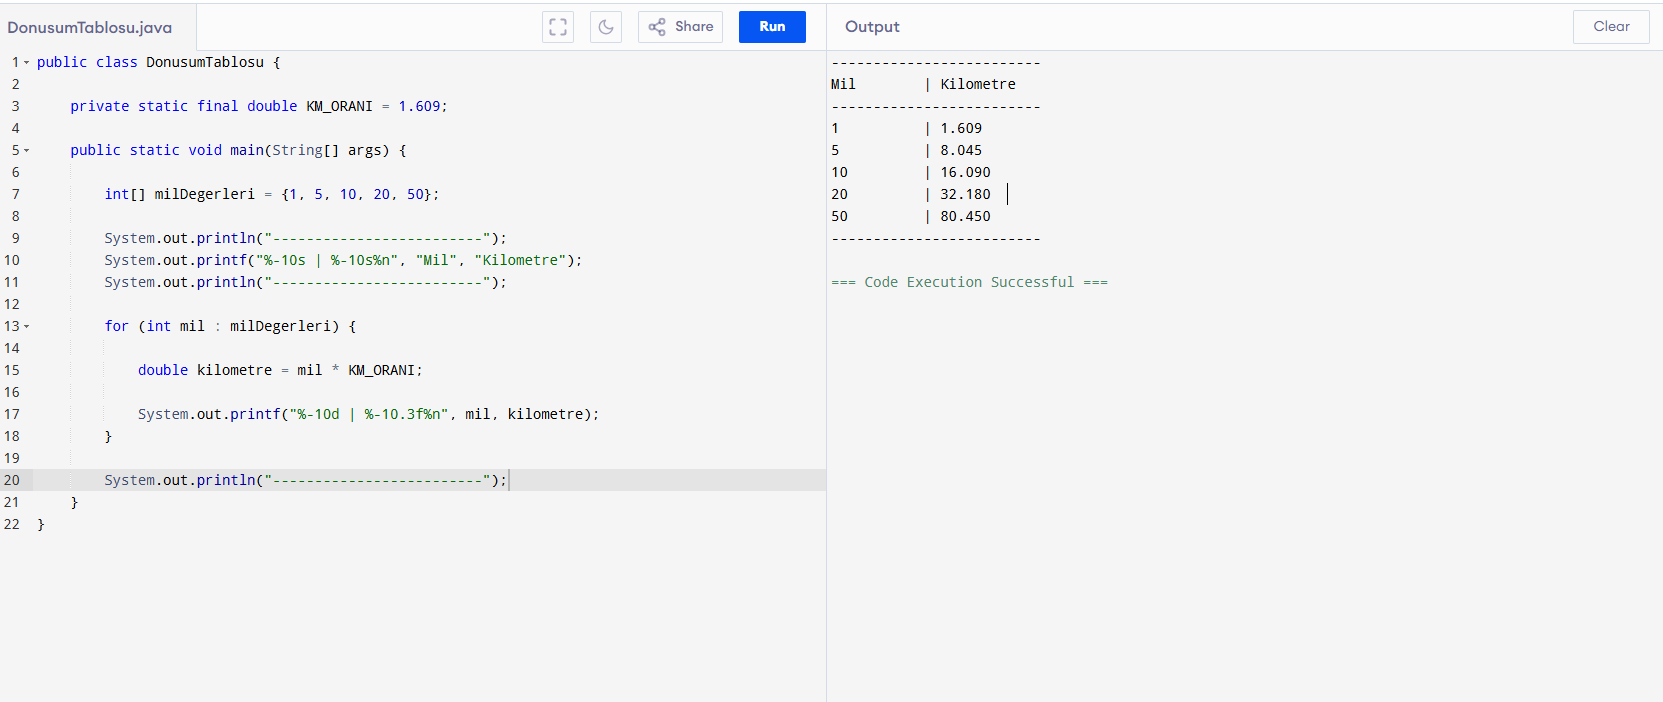 DonusumTablosu.java
Share
Run
Output
Clear
1 public class DonusumTablosu {
2
3     private static final double KM_ORANI = 1.609;
4
5     public static void main(String[] args) {
6
7         int[] milDegerleri = {1, 5, 10, 20, 50};
8
9         System.out.println("-------------------------");
10         System.out.printf("%-10s | %-10s%n", "Mil", "Kilometre");
11         System.out.println("-------------------------");
12
13         for (int mil : milDegerleri) {
14
15             double kilometre = mil * KM_ORANI;
16
17             System.out.printf("%-10d | %-10.3f%n", mil, kilometre);
18         }
19
20         System.out.println("-------------------------");
21     }
22 }
-------------------------
Mil        | Kilometre
-------------------------
1          | 1.609
5          | 8.045
10         | 16.090
20         | 32.180
50         | 80.450
-------------------------
=== Code Execution Successful ===